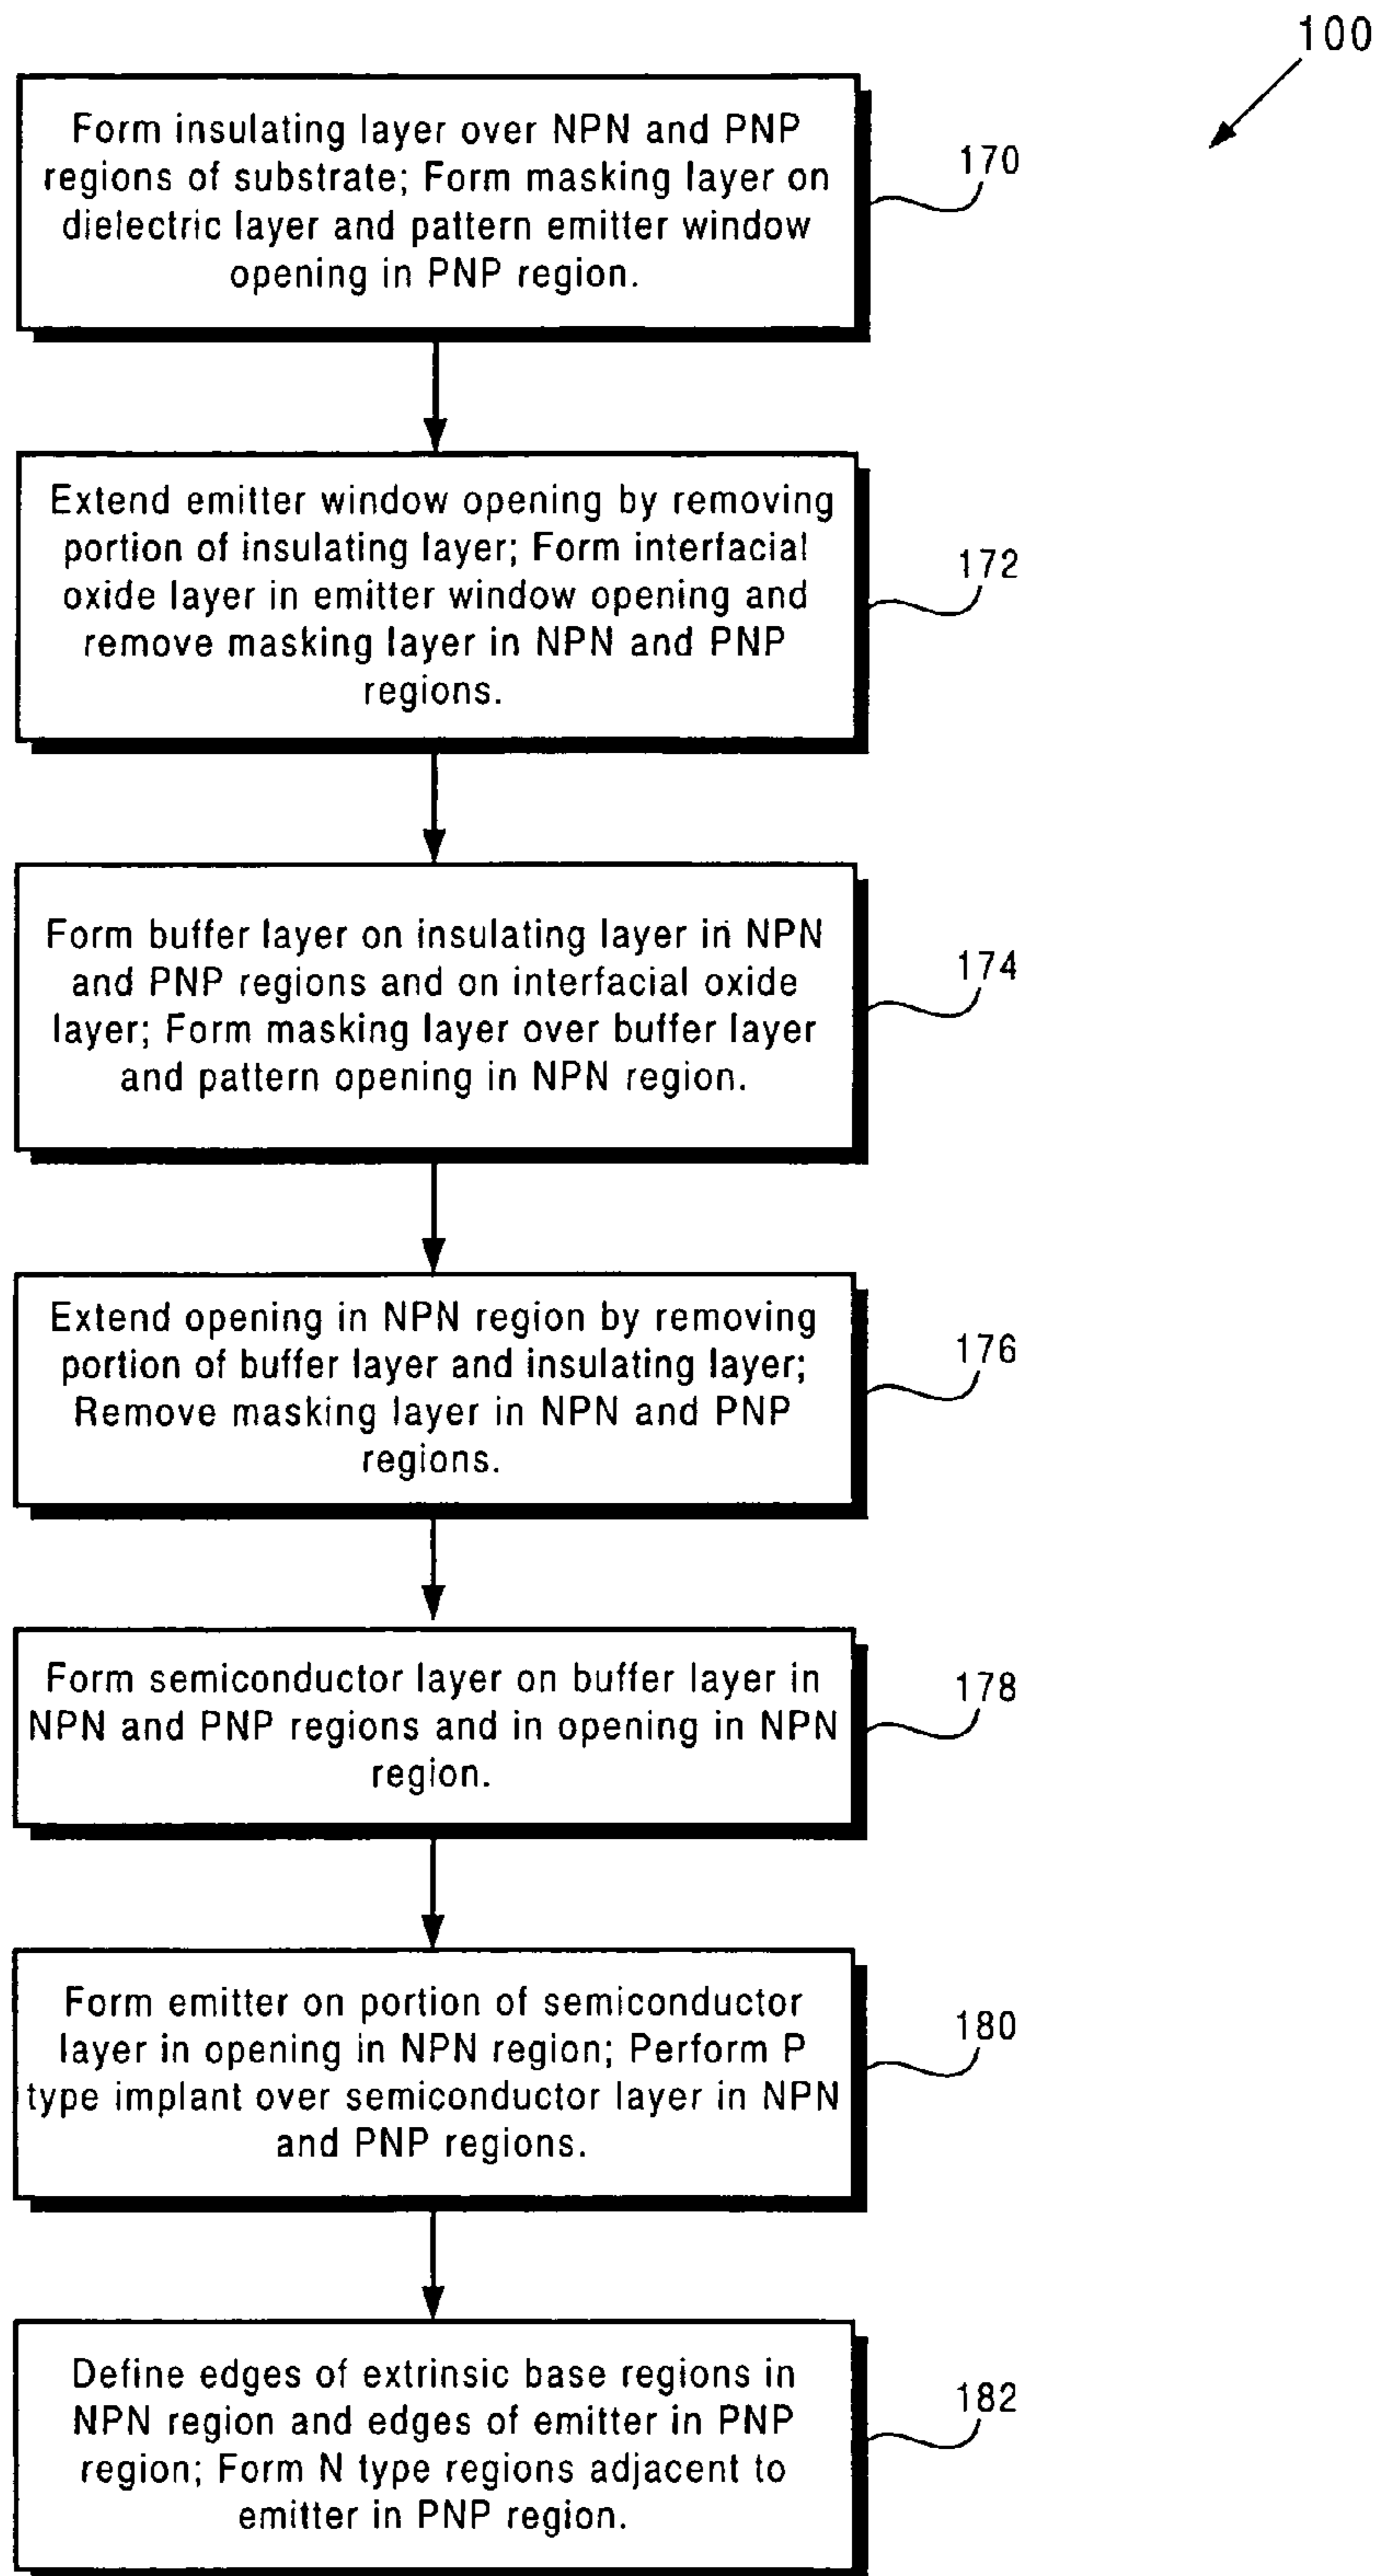 100
Form insulating layer over NPN and PNP
regions of substrate; Form masking layer on
dielectric layer and pattern emitter window
opening in PNP region.
170
Extend emitter window opening by removing
portion of insulating layer; Form interfacial
oxide layer in emitter window opening and
remove masking layer in NPN and PNP
regions.
172
Form buffer layer on insulating layer in NPN
and PNP regions and on interfacial oxide
layer; Form masking layer over buffer layer
and pattern opening in NPN region.
174
Extend opening in NPN region by removing
portion of buffer layer and insulating layer;
Remove masking layer in NPN and PNP
regions.
176
Form semiconductor layer on buffer layer in
NPN and PNP regions and in opening in NPN
region.
178
Form emitter on portion of semiconductor
layer in opening in NPN region; Perform P
type implant over semiconductor layer in NPN
and PNP regions.
180
Define edges of extrinsic base regions in
NPN region and edges of emitter in PNP
region; Form N type regions adjacent to
emitter in PNP region.
182